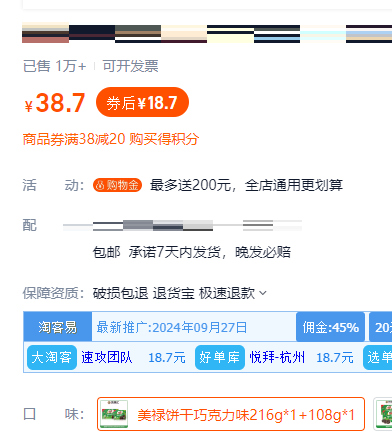 已售 1万+ 可开发票
¥38.7 券后¥18.7
商品券满38减20 购买得积分
活 动： 购物金 最多送200元，全店通用更划算
配
包邮 承诺7天内发货，晚发必赔
保障资质： 破损包退 退货宝 极速退款
淘客易 最新推广:2024年09月27日 佣金:45% 20
大淘客 速攻团队 18.7元 好单库 悦拜-杭州 18.7元 选单
口 味： 美禄饼干巧克力味216g*1+108g*1